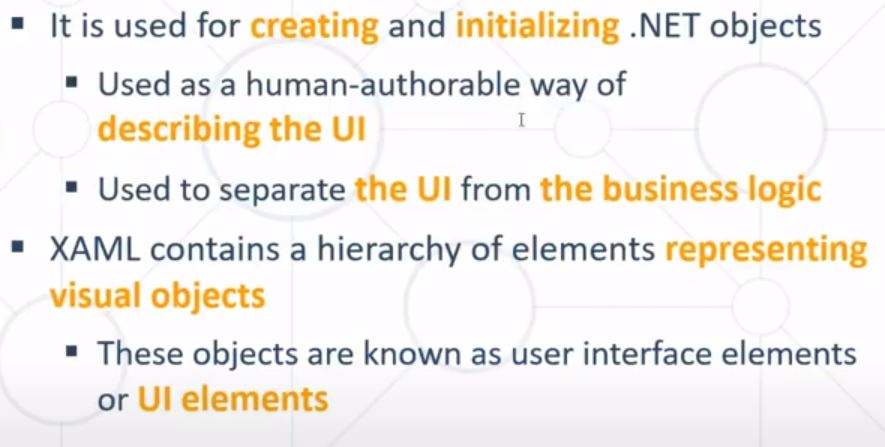 ▪ It is used for creating and initializing .NET objects
▪ Used as a human-authorable way of
describing the UI
▪ Used to separate the UI from the business logic
▪ XAML contains a hierarchy of elements representing
visual objects
▪ These objects are known as user interface elements
or UI elements